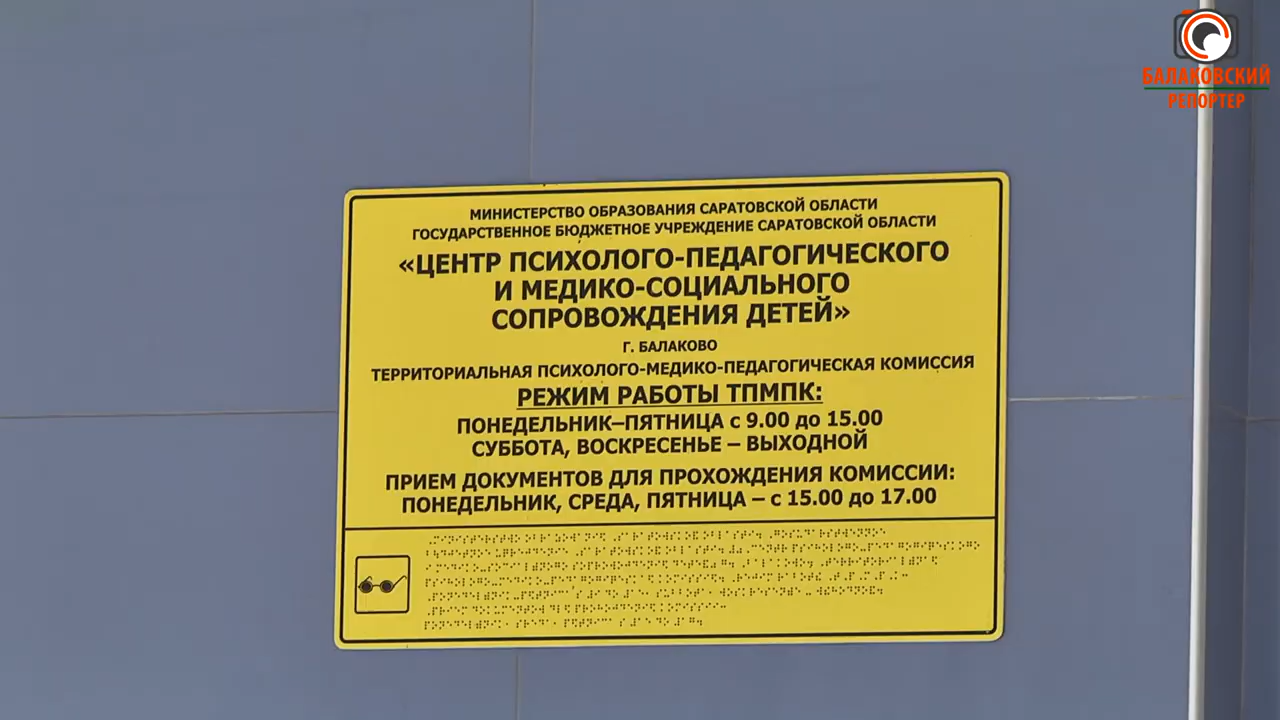 БАЛАКОВСКИЙ
РЕПОРТЕР
МИНИСТЕРСТВО ОБРАЗОВАНИЯ САРАТОВСКОЙ ОБЛАСТИ
ГОСУДАРСТВЕННОЕ БЮДЖЕТНОЕ УЧРЕЖДЕНИЕ САРАТОВСКОЙ ОБЛАСТИ
«ЦЕНТР ПСИХОЛОГО-ПЕДАГОГИЧЕСКОГО
И МЕДИКО-СОЦИАЛЬНОГО
СОПРОВОЖДЕНИЯ ДЕТЕЙ»
Г. БАЛАКОВО
ТЕРРИТОРИАЛЬНАЯ ПСИХОЛОГО-МЕДИКО-ПЕДАГОГИЧЕСКАЯ КОМИССИЯ
РЕЖИМ РАБОТЫ ТПМПК:
ПОНЕДЕЛЬНИК–ПЯТНИЦА с 9.00 до 15.00
СУББОТА, ВОСКРЕСЕНЬЕ – ВЫХОДНОЙ
ПРИЕМ ДОКУМЕНТОВ ДЛЯ ПРОХОЖДЕНИЯ КОМИССИИ:
ПОНЕДЕЛЬНИК, СРЕДА, ПЯТНИЦА – с 15.00 до 17.00